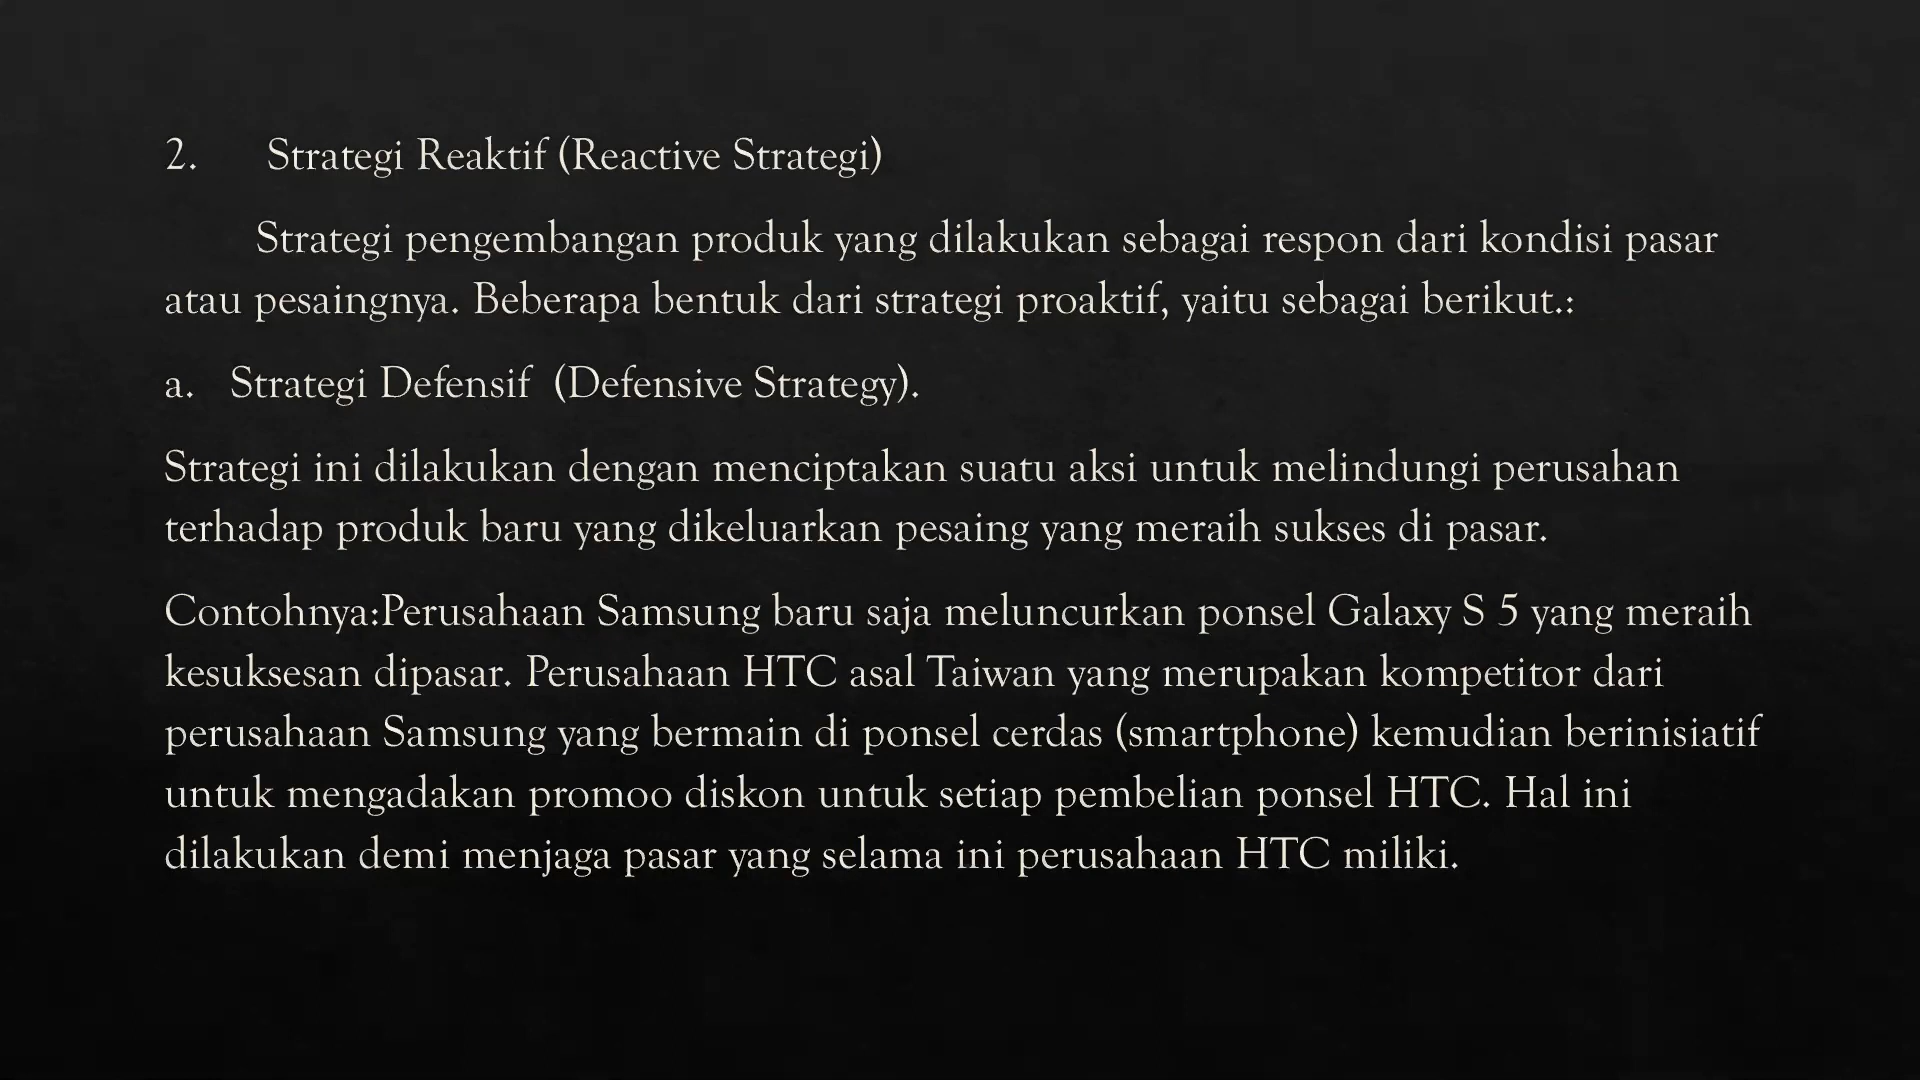 2. Strategi Reaktif (Reactive Strategi)
Strategi pengembangan produk yang dilakukan sebagai respon dari kondisi pasar
atau pesaingnya. Beberapa bentuk dari strategi proaktif, yaitu sebagai berikut.:
a. Strategi Defensif (Defensive Strategy).
Strategi ini dilakukan dengan menciptakan suatu aksi untuk melindungi perusahan
terhadap produk baru yang dikeluarkan pesaing yang meraih sukses di pasar.
Contohnya:Perusahaan Samsung baru saja meluncurkan ponsel Galaxy S 5 yang meraih
kesuksesan dipasar. Perusahaan HTC asal Taiwan yang merupakan kompetitor dari
perusahaan Samsung yang bermain di ponsel cerdas (smartphone) kemudian berinisiatif
untuk mengadakan promoo diskon untuk setiap pembelian ponsel HTC. Hal ini
dilakukan demi menjaga pasar yang selama ini perusahaan HTC miliki.